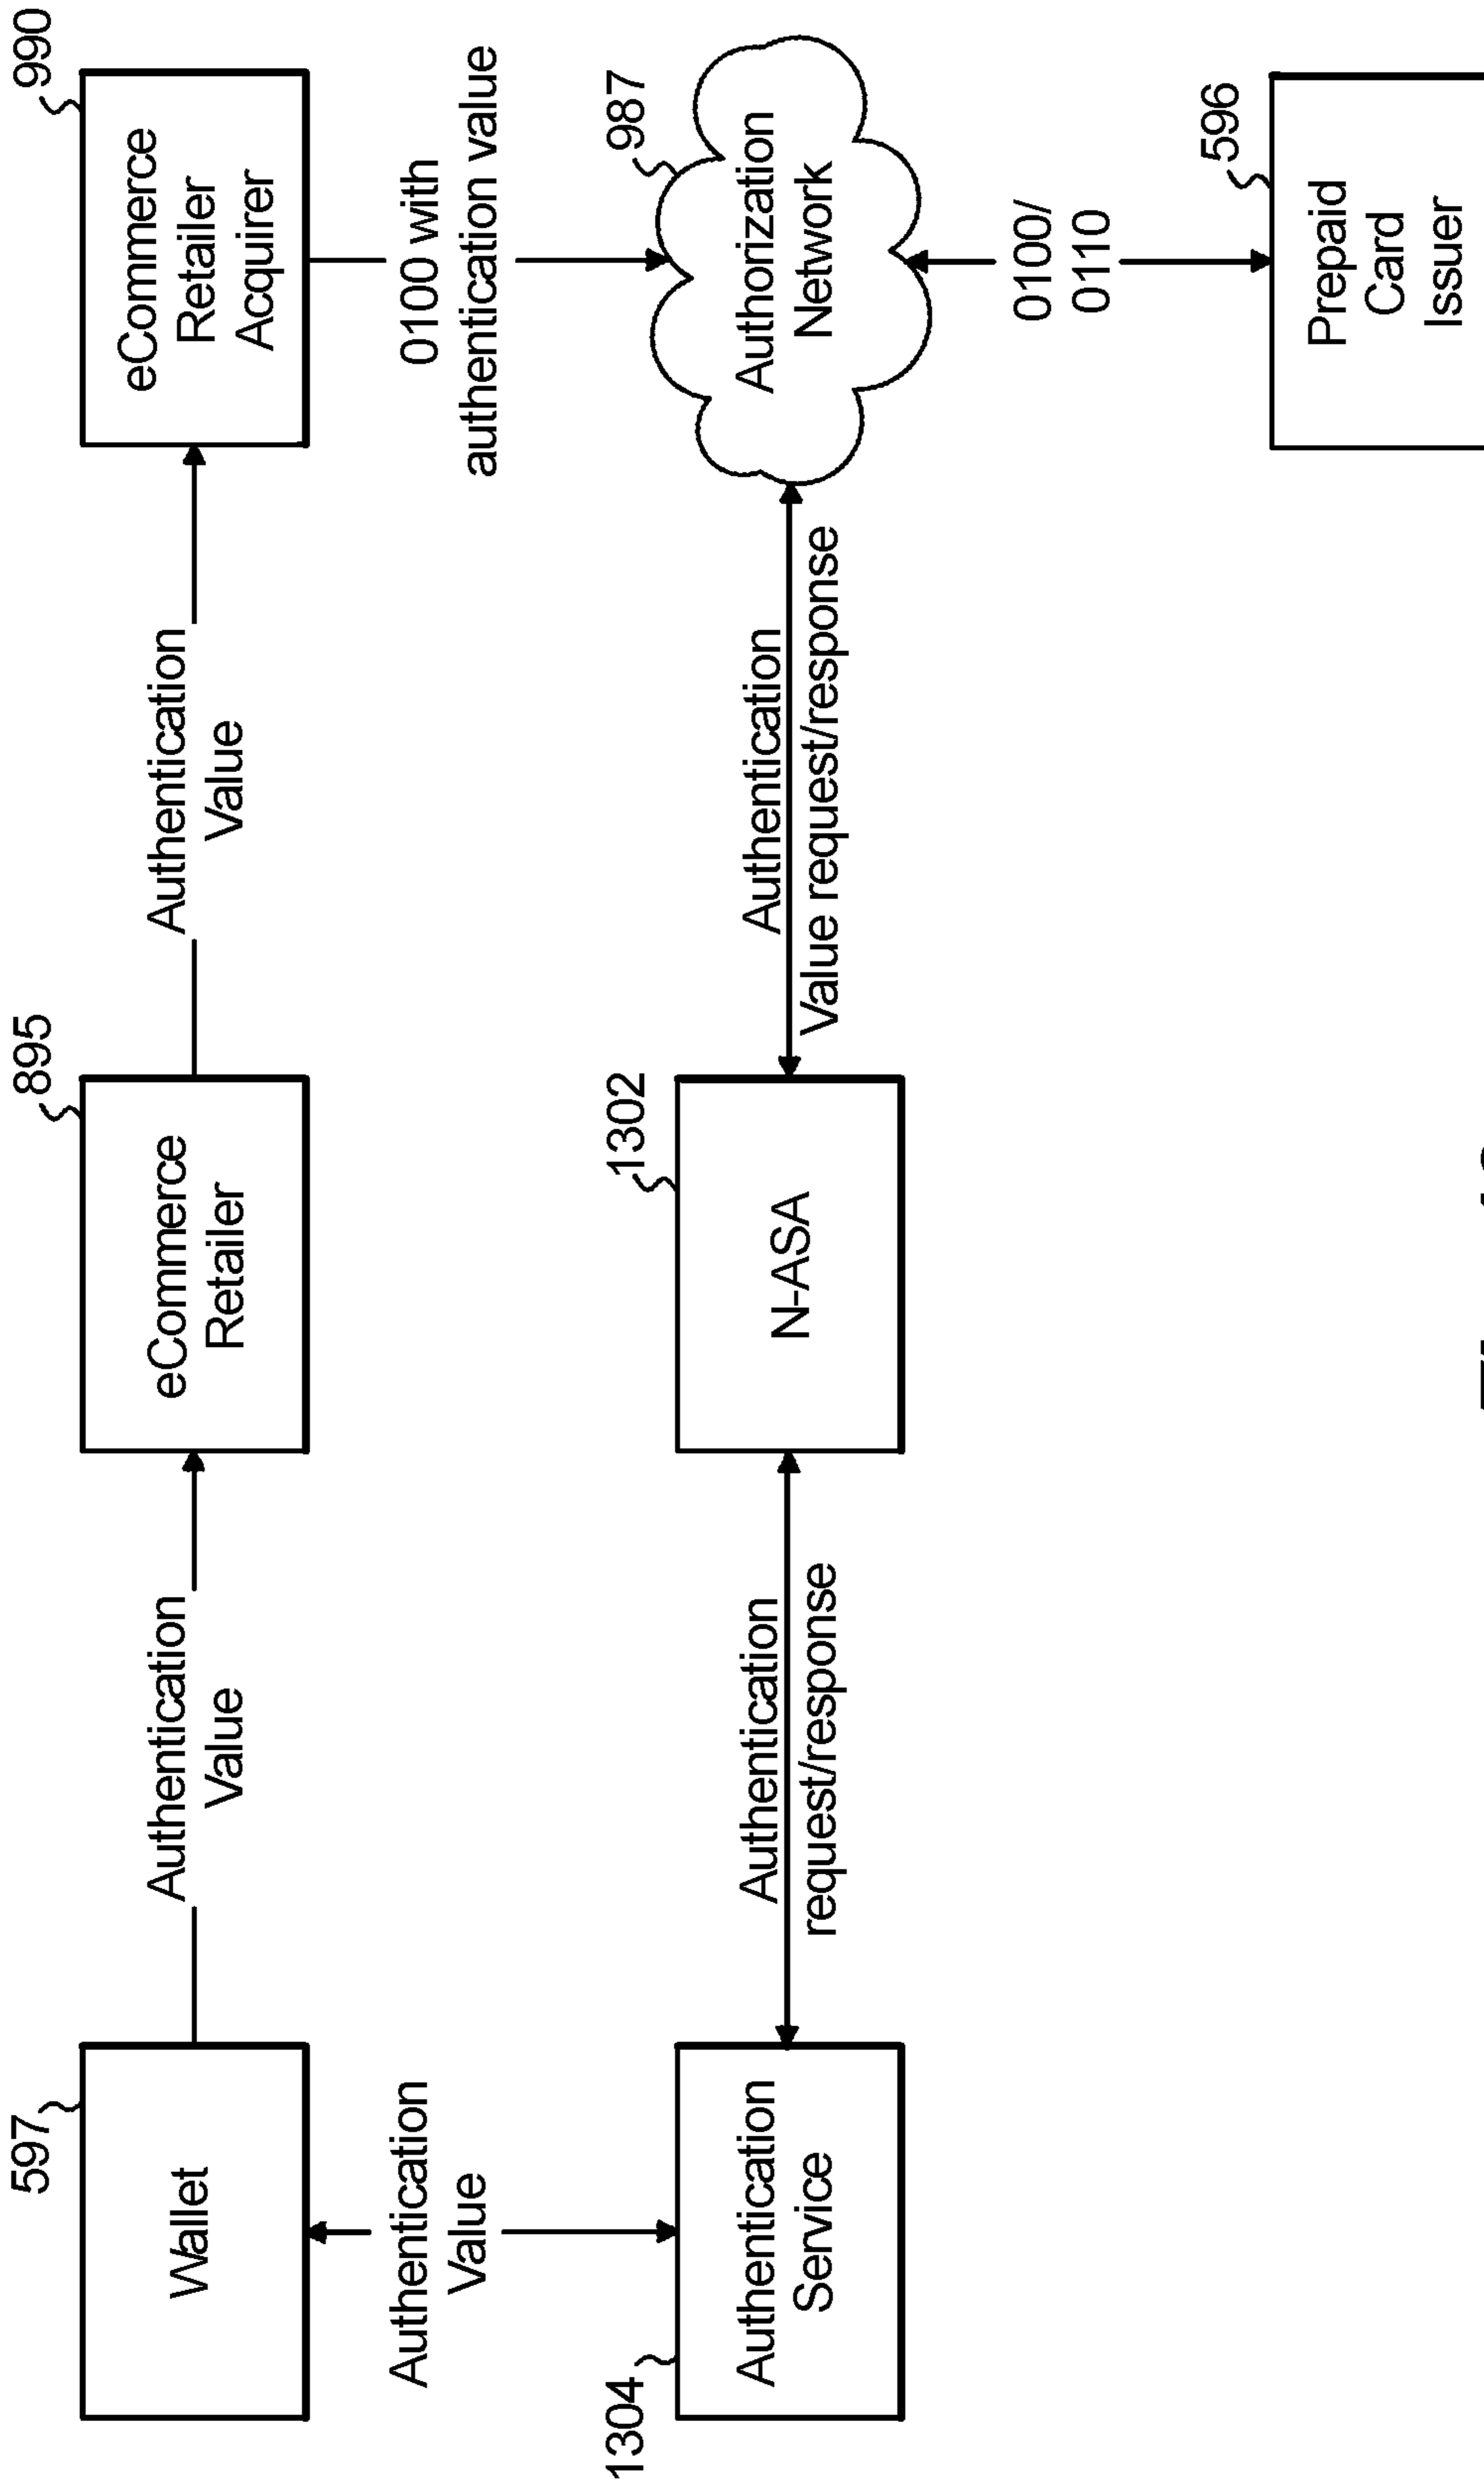 597
Wallet
Authentication
Value
895
eCommerce
Retailer
Authentication
Value
990
eCommerce
Retailer
Acquirer
Authentication
Value
0100 with
authentication value
1304
Authentication
Service
Authentication
request/response
1302
N-ASA
Authentication
Value request/response
987
Authorization
Network
0100/
0110
596
Prepaid
Card
Issuer